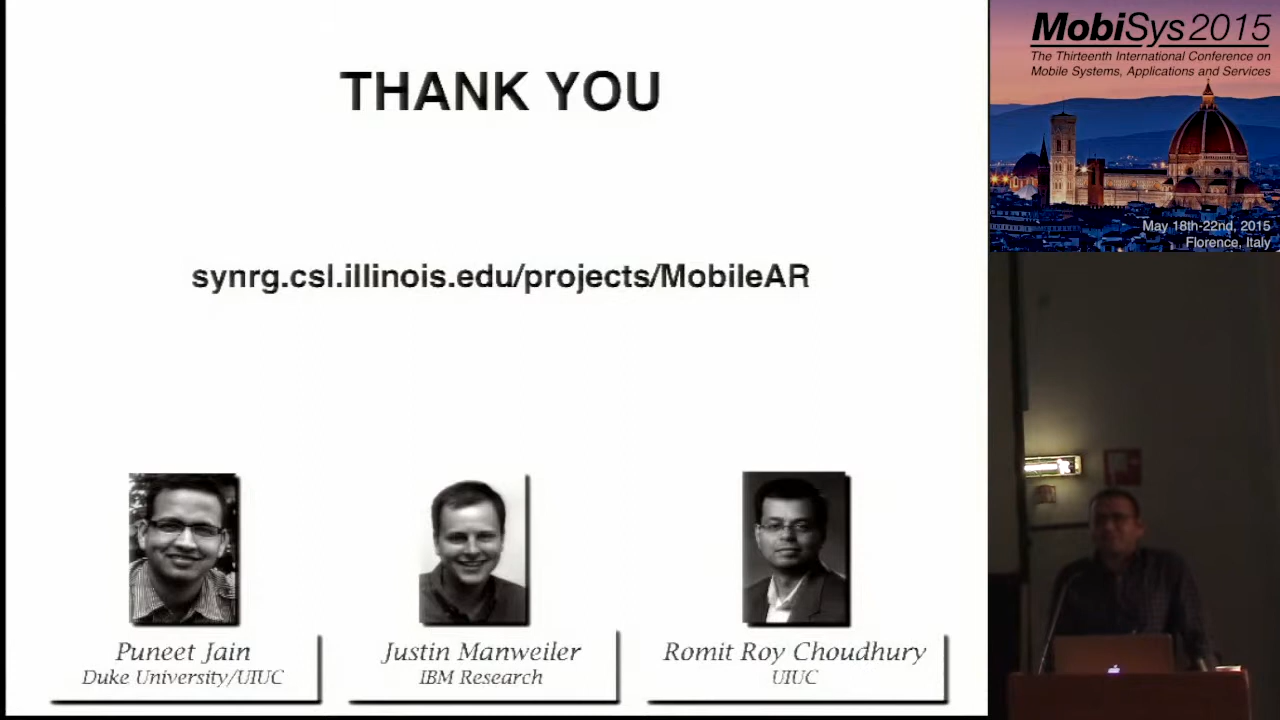 THANK YOU
synrg.csl.illinois.edu/projects/MobileAR
Puneet Jain
Duke University/UIUC
Justin Manweiler
IBM Research
Romit Roy Choudhury
UIUC
MobiSys 2015
The Thirteenth International Conference on
Mobile Systems, Applications and Services
May 18th-22nd, 2015
Florence, Italy